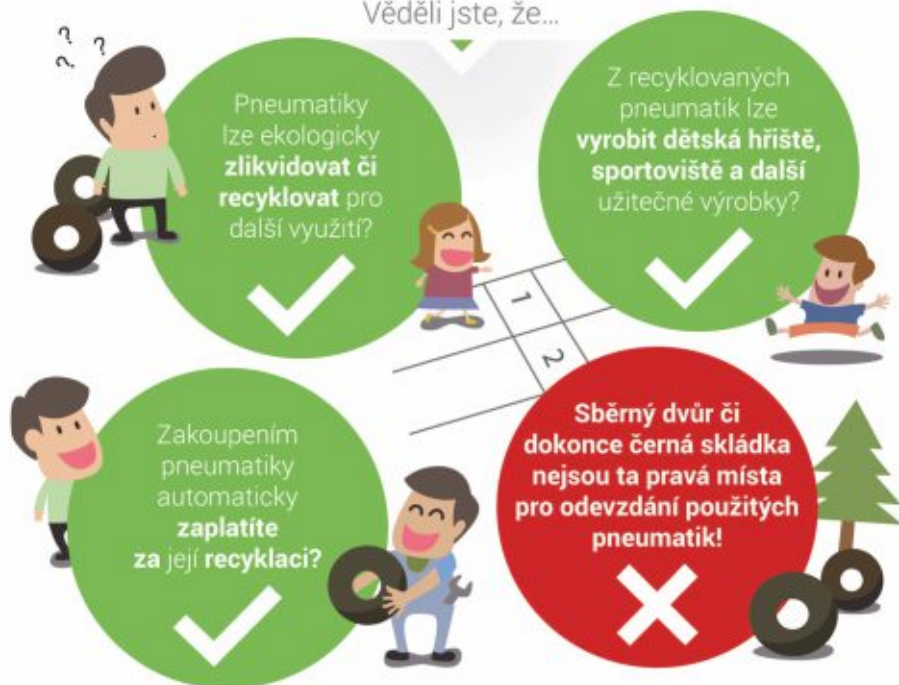 Věděli jste, že...
Pneumatiky
lze ekologicky
zlikvidovat či
recyklovat pro
další využití?
Z recyklovaných
pneumatik lze
vyrobit dětská hřiště,
sportoviště a další
užitečné výrobky?
1
2
Zakoupením
pneumatiky
automaticky
zaplatíte
za její recyklaci?
Sběrný dvůr či
dokonce černá skládka
nejsou ta pravá místa
pro odevzdání použitých
pneumatik!
? ? ?